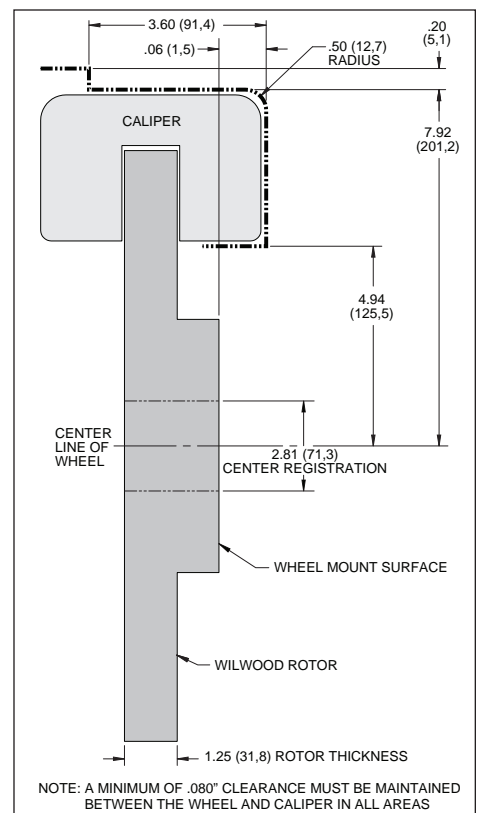 3.60 (91,4)
.20
(5,1)
.06 (1,5)
.50 (12,7)
RADIUS
CALIPER
7.92
(201,2)
4.94
(125,5)
CENTER
LINE OF
WHEEL
2.81 (71,3)
CENTER REGISTRATION
WHEEL MOUNT SURFACE
WILWOOD ROTOR
1.25 (31,8) ROTOR THICKNESS
NOTE: A MINIMUM OF .080" CLEARANCE MUST BE MAINTAINED
BETWEEN THE WHEEL AND CALIPER IN ALL AREAS